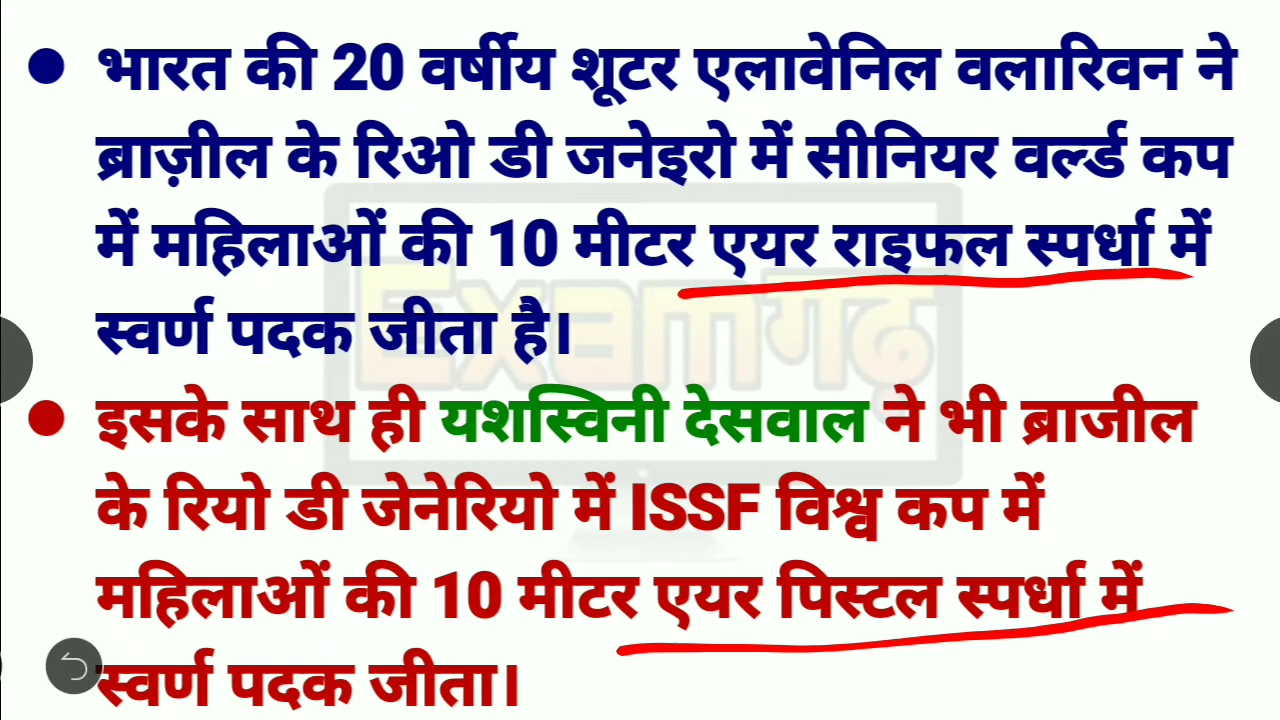 • भारत की 20 वर्षीय शूटर एलावेनिल वलारिवन ने
ब्राज़ील के रिओ डी जनेइरो में सीनियर वर्ल्ड कप
में महिलाओं की 10 मीटर एयर राइफल स्पर्धा में
स्वर्ण पदक जीता है।
Examगढ़
• इसके साथ ही यशस्विनी देसवाल ने भी ब्राजील
के रियो डी जेनेरियो में ISSF विश्व कप में
महिलाओं की 10 मीटर एयर पिस्टल स्पर्धा में
स्वर्ण पदक जीता।